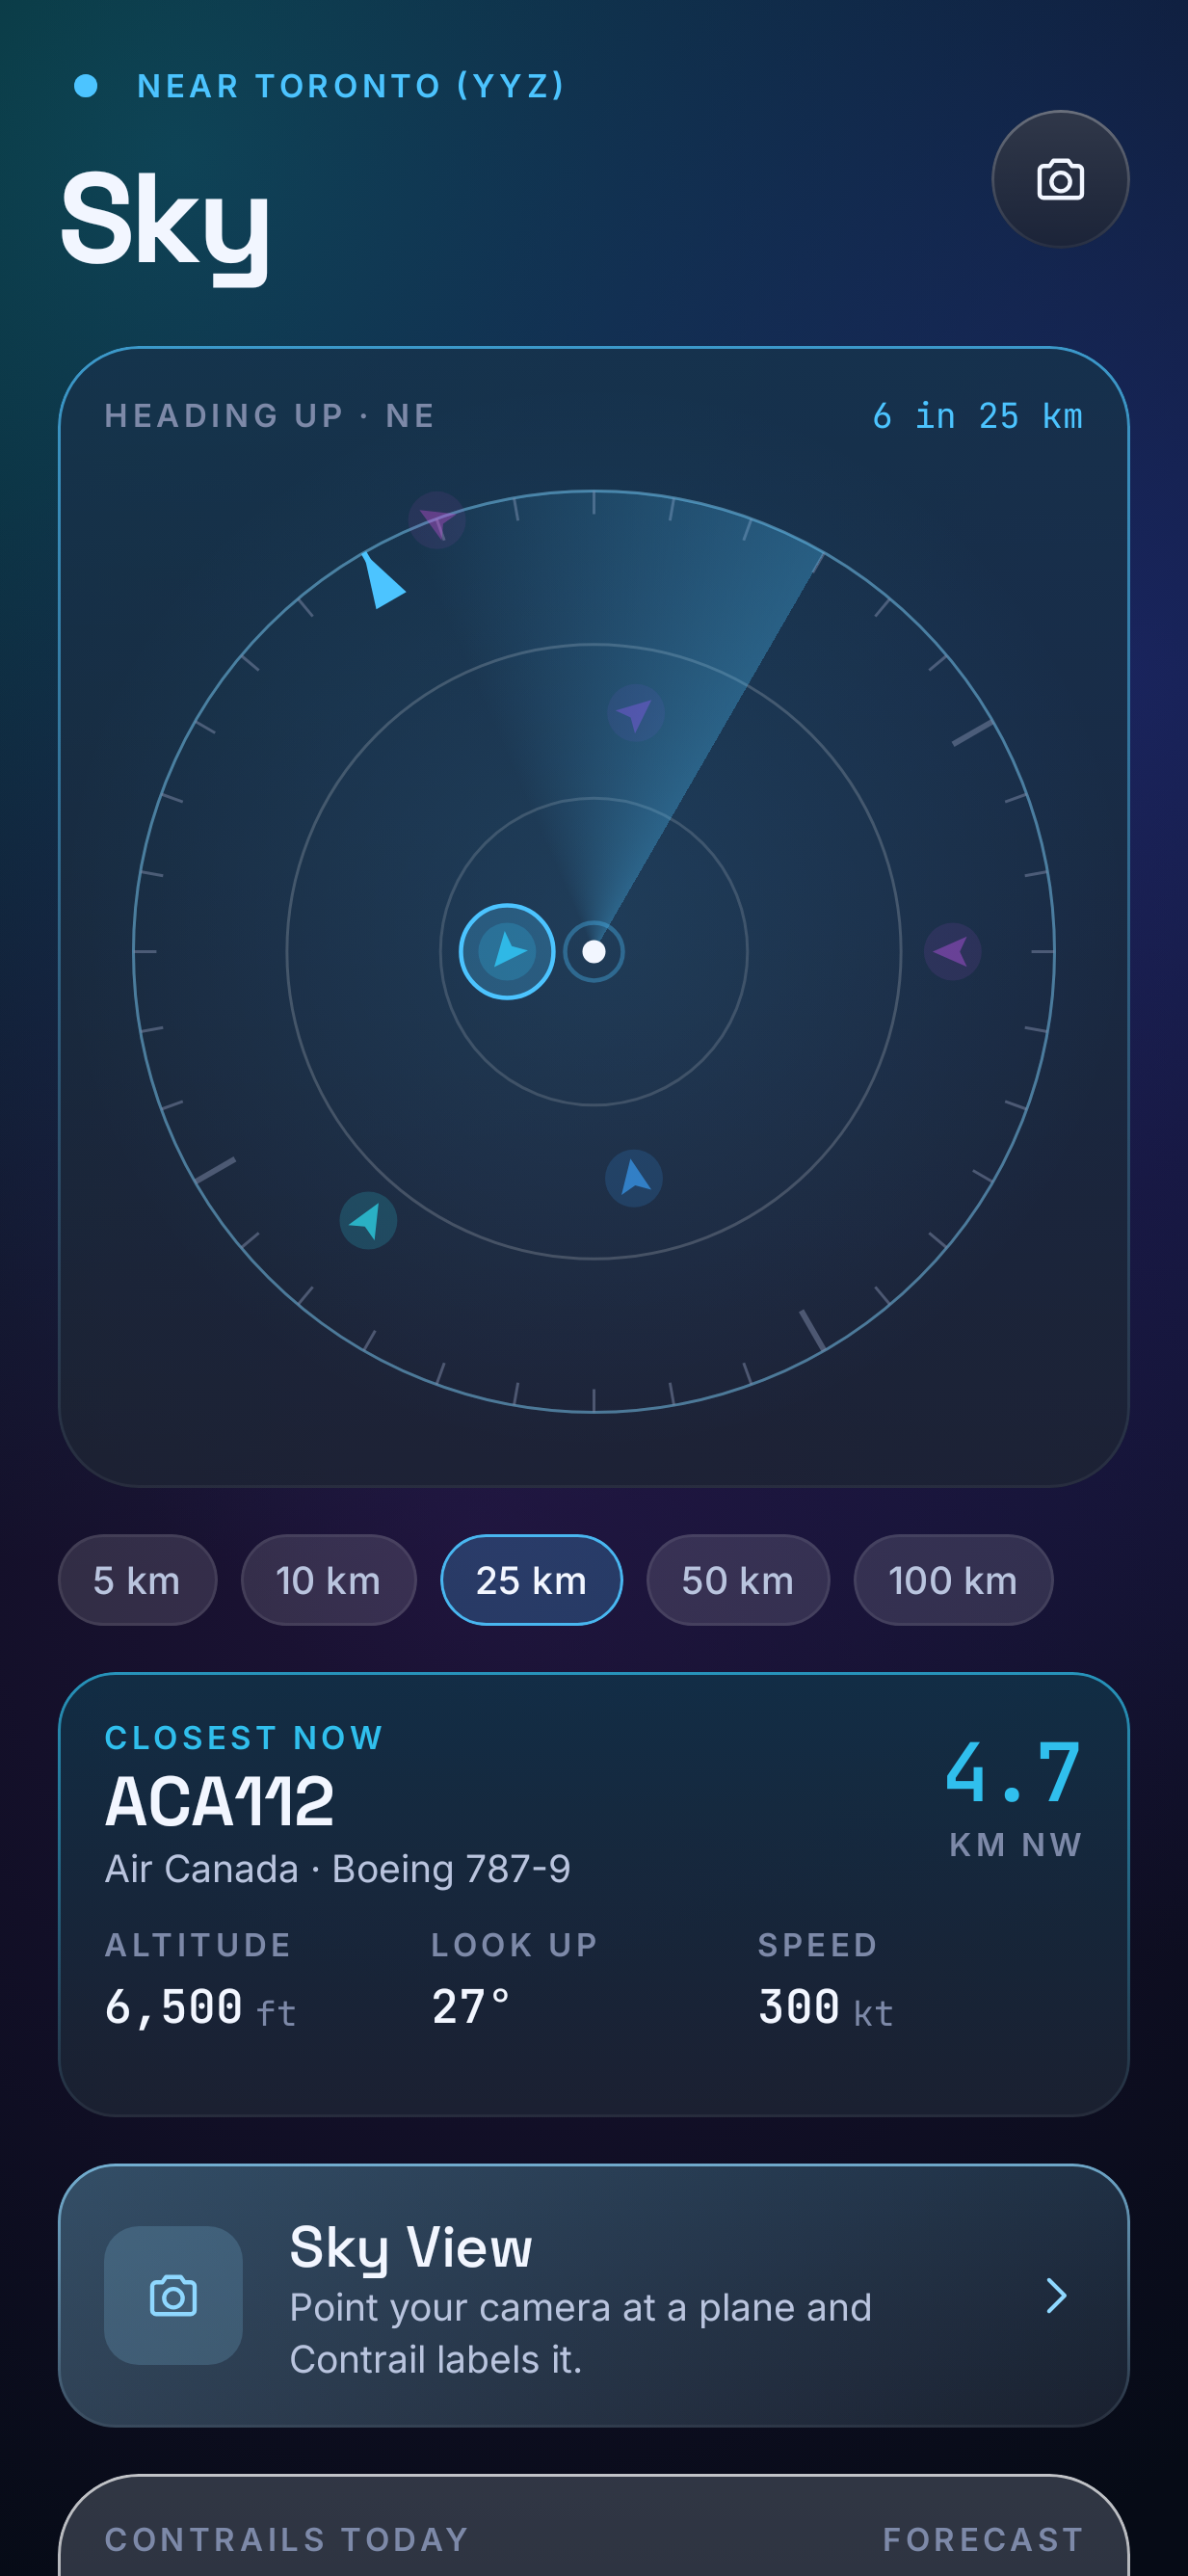 NEAR TORONTO (YYZ)
Sky
HEADING UP · NE
6 in 25 km
5 km
10 km
25 km
50 km
100 km
CLOSEST NOW
ACA112
Air Canada · Boeing 787-9
4.7
KM NW
ALTITUDE
LOOK UP
SPEED
6,500 ft
27°
300 kt
Sky View
Point your camera at a plane and
Contrail labels it.
CONTRAILS TODAY
FORECAST